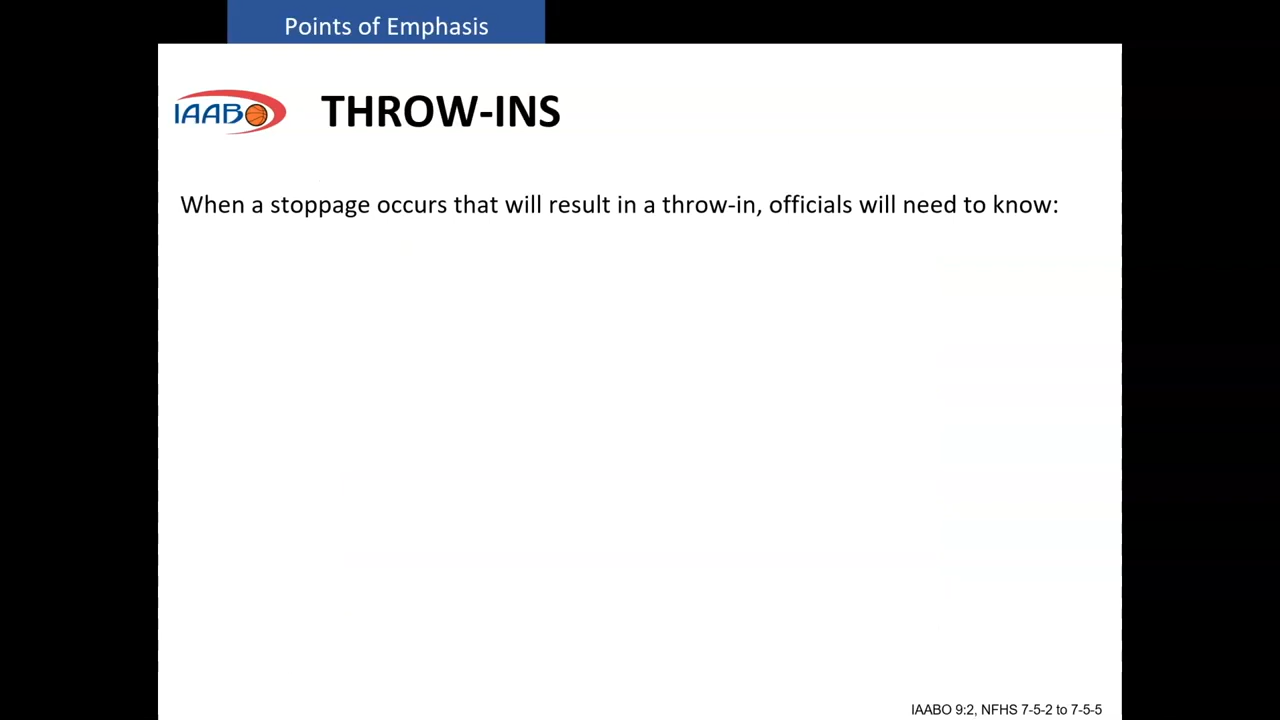 Points of Emphasis
IAABO
THROW-INS
When a stoppage occurs that will result in a throw-in, officials will need to know:
IAABO 9:2, NFHS 7-5-2 to 7-5-5